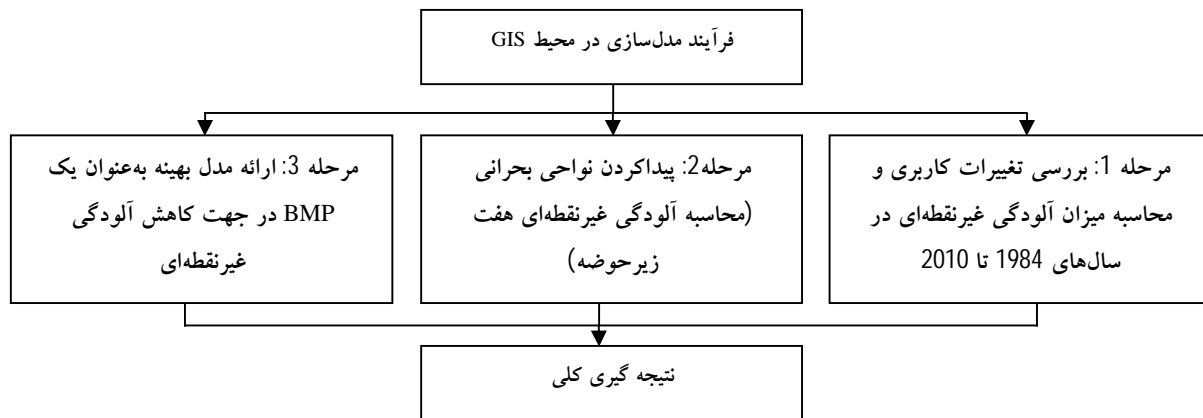 فرآیند مدل‌سازی در محیط GIS
مرحله 1: بررسی تغییرات کاربری و
محاسبه میزان آلودگی غیرنقطه‌ای در
سال‌های 1984 تا 2010
مرحله2: پیداکردن نواحی بحرانی
(محاسبه آلودگی غیرنقطه‌ای هفت
زیرحوضه)
مرحله 3: ارائه مدل بهینه به‌عنوان یک
BMP در جهت کاهش آلودگی
غیرنقطه‌ای
نتیجه گیری کلی